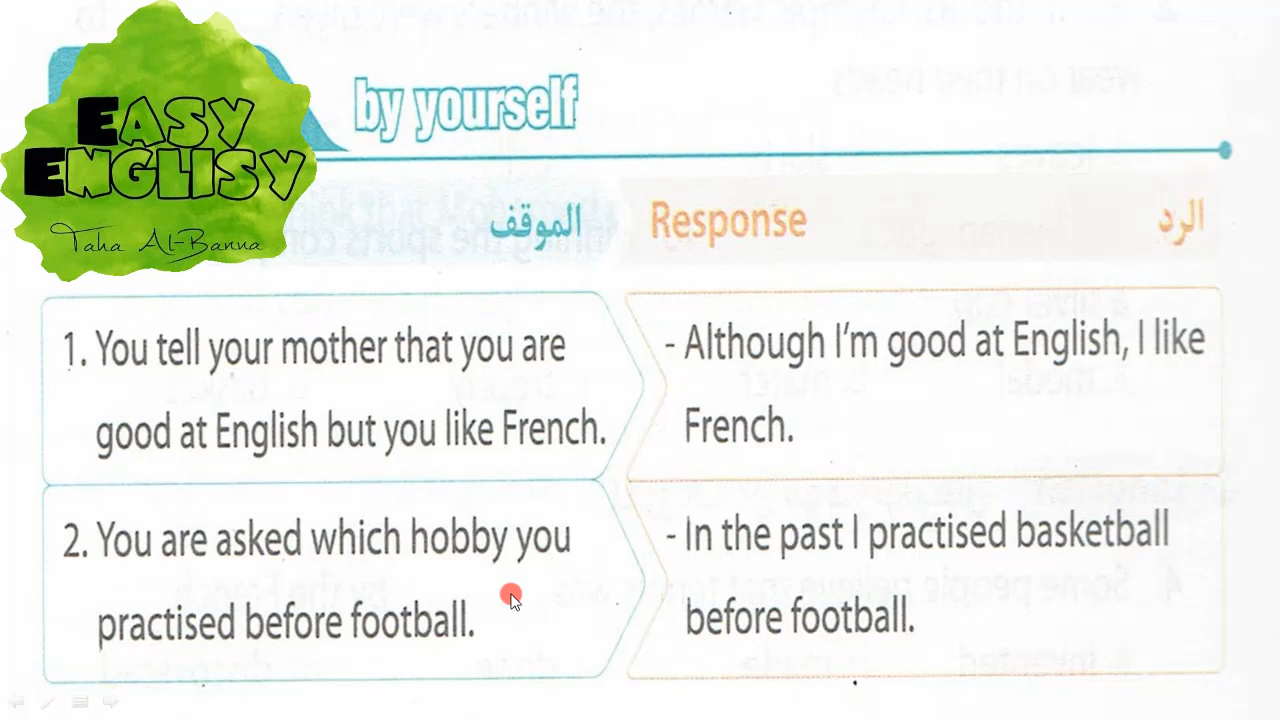 EASY
ENGLISY
Taha Al-Banna
by yourself
الموقف
Response
الرد
1. You tell your mother that you are
good at English but you like French.
- Although I'm good at English, I like
French.
2. You are asked which hobby you
practised before football.
- In the past I practised basketball
before football.